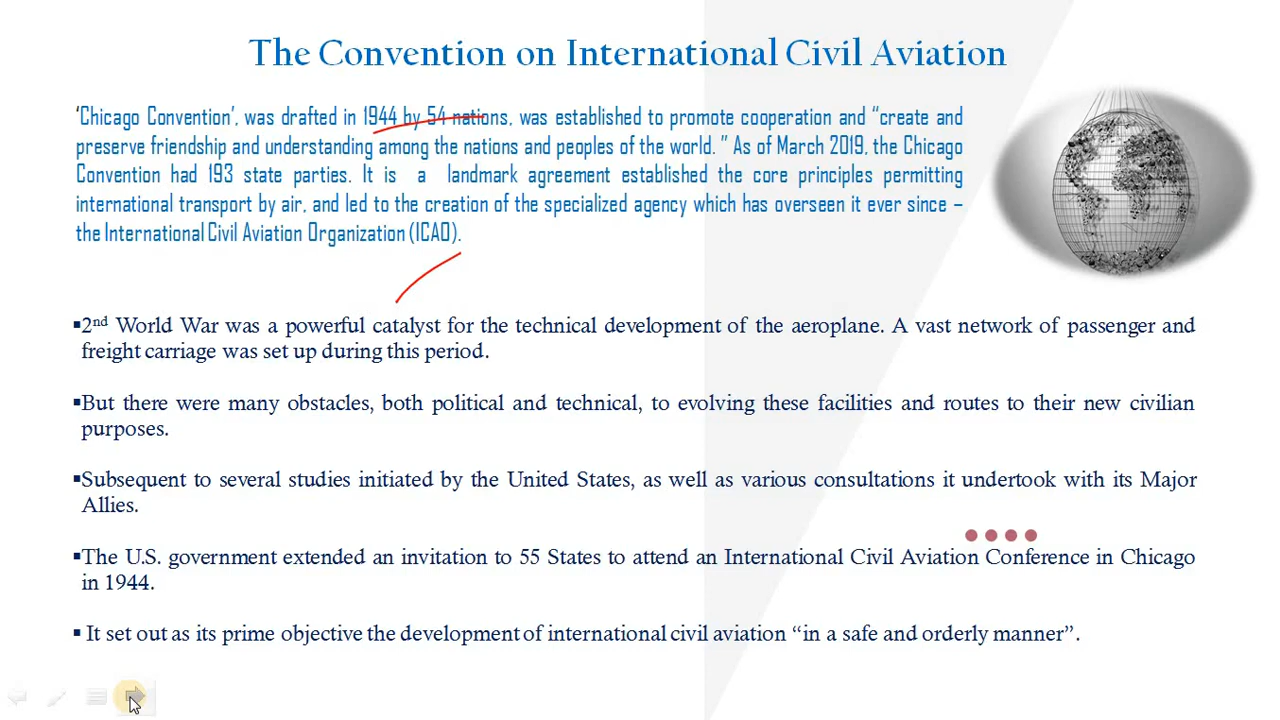 The Convention on International Civil Aviation
‘Chicago Convention’, was drafted in 1944 by 54 nations, was established to promote cooperation and “create and
preserve friendship and understanding among the nations and peoples of the world. ” As of March 2019, the Chicago
Convention had 193 state parties. It is a landmark agreement established the core principles permitting
international transport by air, and led to the creation of the specialized agency which has overseen it ever since –
the International Civil Aviation Organization (ICAO).
▪2nd World War was a powerful catalyst for the technical development of the aeroplane. A vast network of passenger and
freight carriage was set up during this period.
▪But there were many obstacles, both political and technical, to evolving these facilities and routes to their new civilian
purposes.
▪Subsequent to several studies initiated by the United States, as well as various consultations it undertook with its Major
Allies.
▪The U.S. government extended an invitation to 55 States to attend an International Civil Aviation Conference in Chicago
in 1944.
▪ It set out as its prime objective the development of international civil aviation “in a safe and orderly manner”.